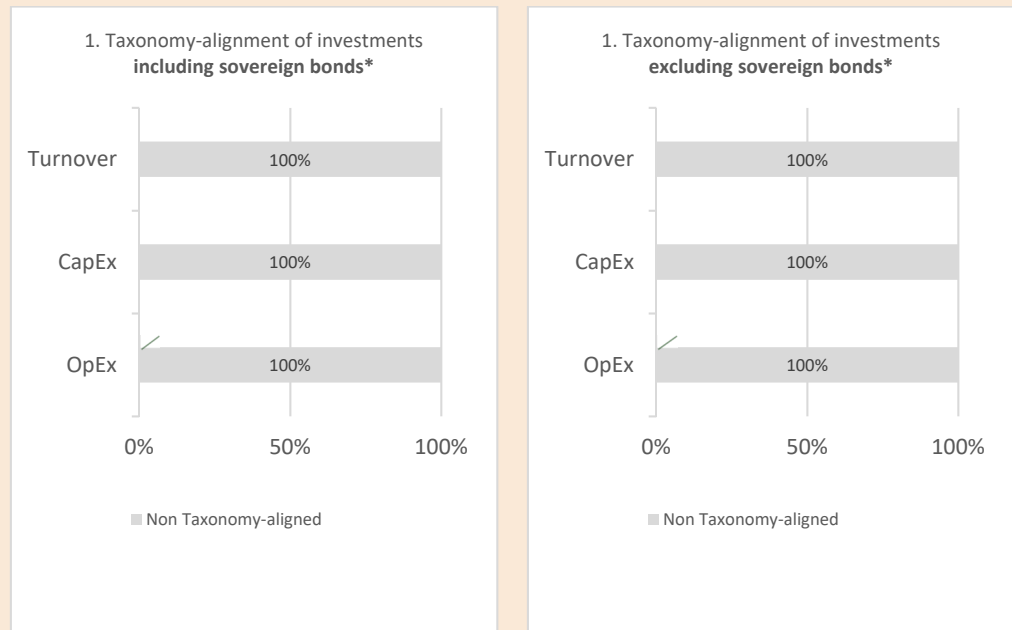 1. Taxonomy-alignment of investments
including sovereign bonds*
Turnover
100%
CapEx
100%
OpEx
100%
0%
50%
100%
Non Taxonomy-aligned
1. Taxonomy-alignment of investments
excluding sovereign bonds*
Turnover
100%
CapEx
100%
OpEx
100%
0%
50%
100%
Non Taxonomy-aligned